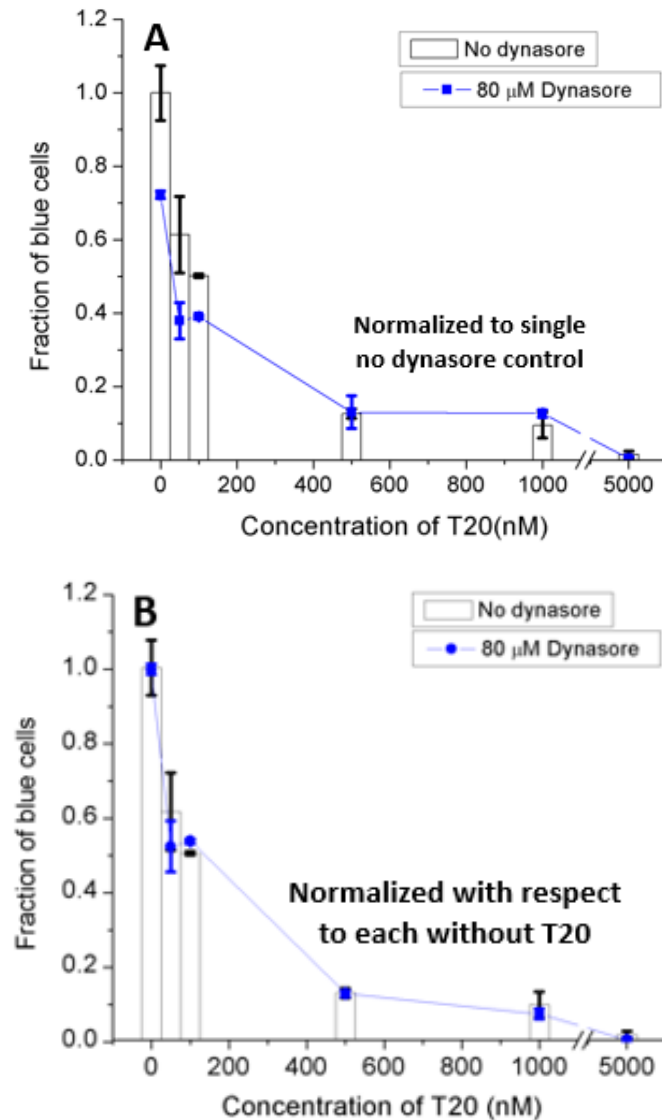 A
No dynasore
80 μM Dynasore
1.2
1.0
0.8
0.6
0.4
0.2
0.0
Fraction of blue cells
Normalized to single
no dynasore control
0 200 400 600 800 1000 5000
Concentration of T20(nM)
B
No dynasore
80 μM Dynasore
1.2
1.0
0.8
0.6
0.4
0.2
0.0
Fraction of blue cells
Normalized with respect
to each without T20
0 200 400 600 800 1000 5000
Concentration of T20 (nM)